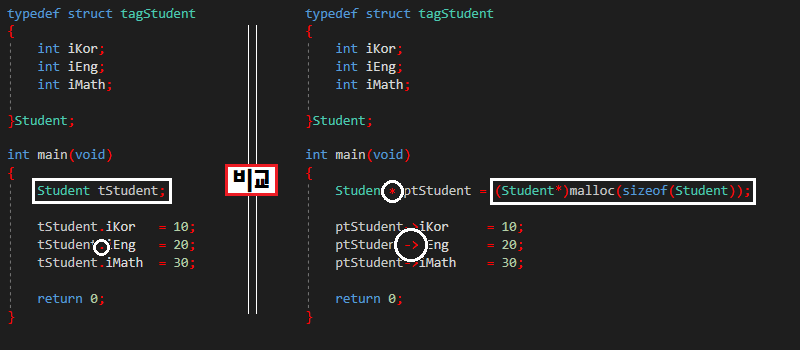 typedef struct tagStudent
{
int iKor;
int iEng;
int iMath;
}Student;
int main(void)
{
Student tStudent;
tStudent.iKor = 10;
tStudent.iEng = 20;
tStudent.iMath = 30;
return 0;
}
비교
typedef struct tagStudent
{
int iKor;
int iEng;
int iMath;
}Student;
int main(void)
{
Student* ptStudent = (Student*)malloc(sizeof(Student));
ptStudent->iKor = 10;
ptStudent->iEng = 20;
ptStudent->iMath = 30;
return 0;
}